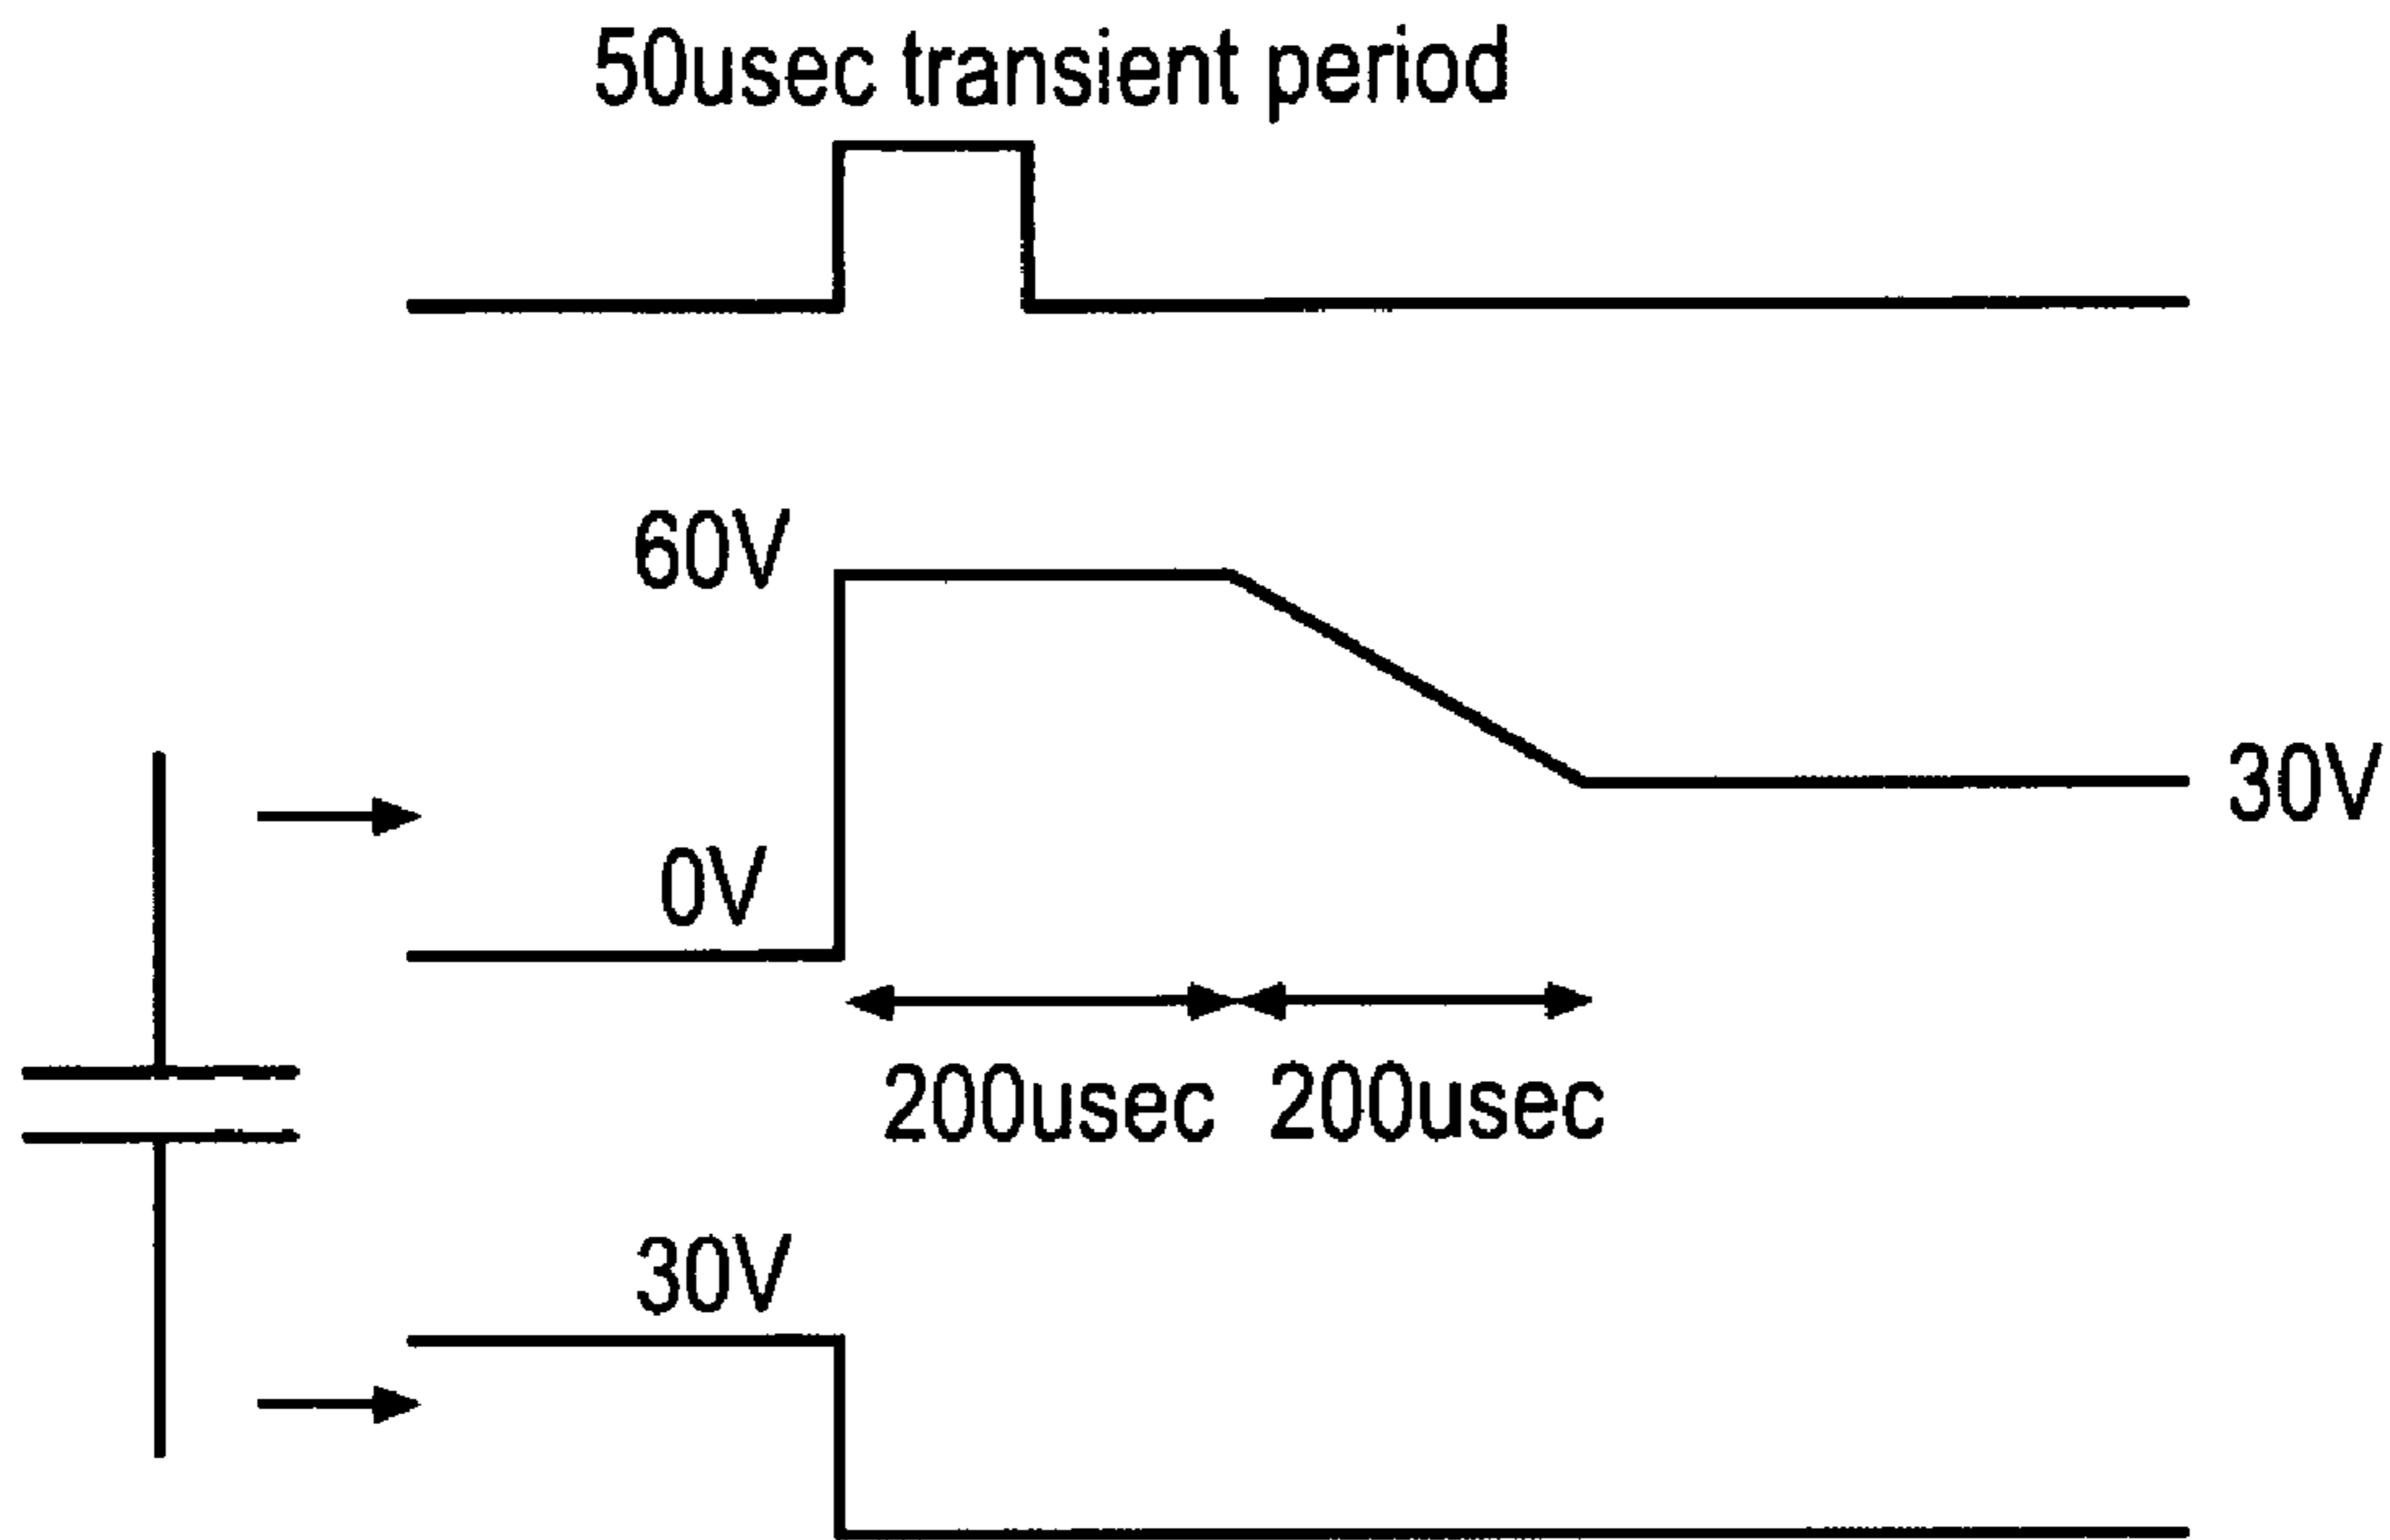 50usec transient period
60V
30V
0V
200usec 200usec
30V